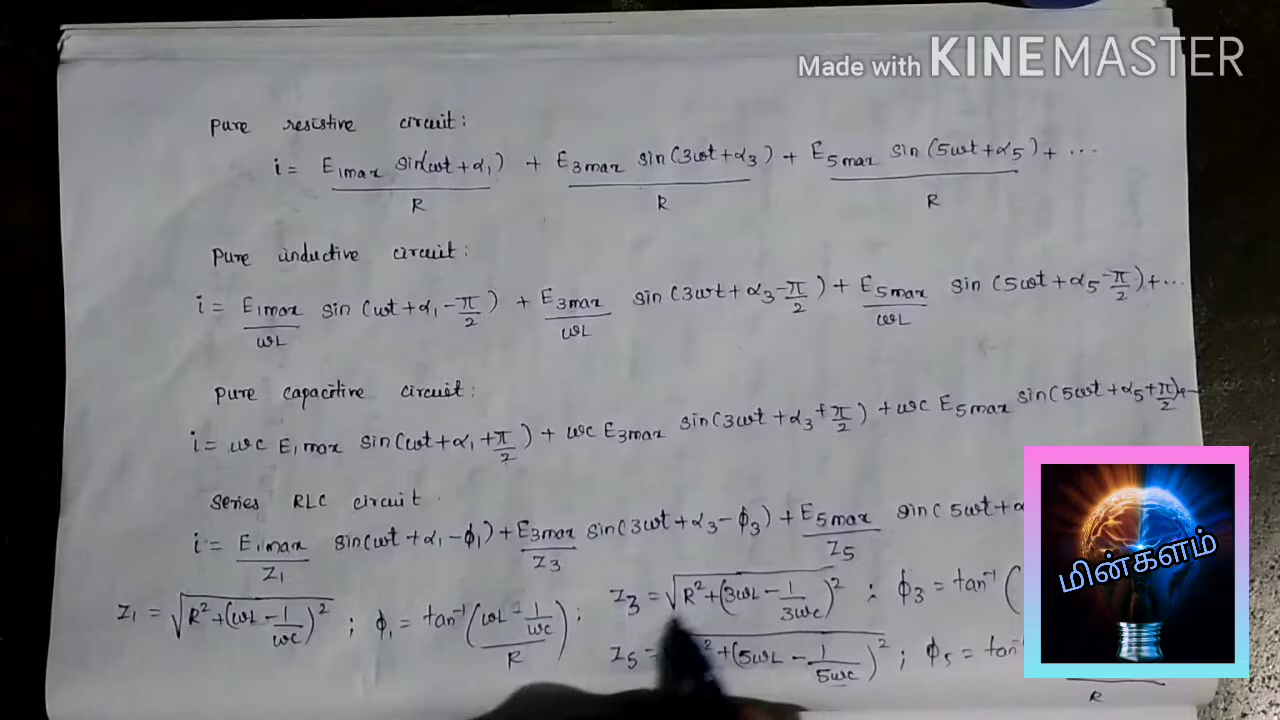 Made with KINEMASTER
Pure resistive circuit:
i = E1max sin(ωt+α1)/R + E3max sin(3ωt+α3)/R + E5max sin(5ωt+α5)/R + ...
Pure inductive circuit:
i = E1max/ωL sin(ωt+α1-π/2) + E3max/ωL sin(3ωt+α3-π/2) + E5max/ωL sin(5ωt+α5-π/2)+...
Pure capacitive circuit:
i = ωc E1max sin(ωt+α1+π/2) + ωc E3max sin(3ωt+α3+π/2) + ωc E5max sin(5ωt+α5+π/2)+
Series RLC circuit.
i = E1max/Z1 sin(ωt+α1-φ1) + E3max/Z3 sin(3ωt+α3-φ3) + E5max/Z5 sin(5ωt+α
Z1 = √(R²+(ωL-1/ωc)²) ; φ1 = tan⁻¹((ωL-1/ωc)/R);
Z3 = √(R²+(3ωL-1/3ωc)²) ; φ3 = tan⁻¹(
Z5 = ²+(5ωL-1/5ωc)² ; φ5 = tan R
மின்களம்